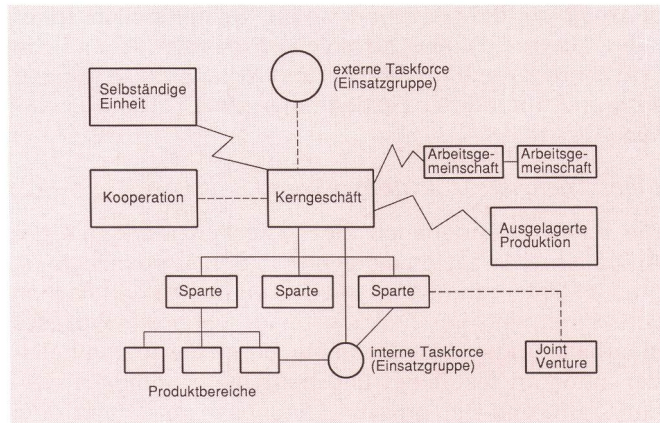 externe Taskforce
(Einsatzgruppe)
Selbständige
Einheit
Arbeitsge-
meinschaft
Arbeitsge-
meinschaft
Kooperation
Kerngeschäft
Ausgelagerte
Produktion
Sparte
Sparte
Sparte
interne Taskforce
(Einsatzgruppe)
Joint
Venture
Produktbereiche